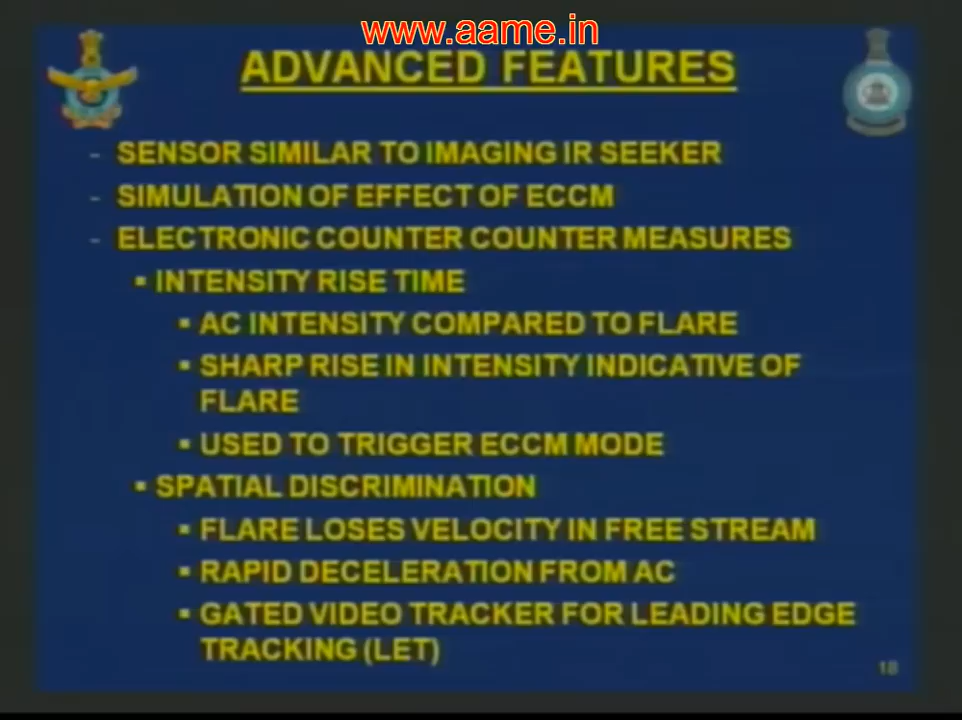 www.aame.in
ADVANCED FEATURES
- SENSOR SIMILAR TO IMAGING IR SEEKER
- SIMULATION OF EFFECT OF ECCM
- ELECTRONIC COUNTER COUNTER MEASURES
▪ INTENSITY RISE TIME
▪ AC INTENSITY COMPARED TO FLARE
▪ SHARP RISE IN INTENSITY INDICATIVE OF
FLARE
▪ USED TO TRIGGER ECCM MODE
▪ SPATIAL DISCRIMINATION
▪ FLARE LOSES VELOCITY IN FREE STREAM
▪ RAPID DECELERATION FROM AC
▪ GATED VIDEO TRACKER FOR LEADING EDGE
TRACKING (LET)
18